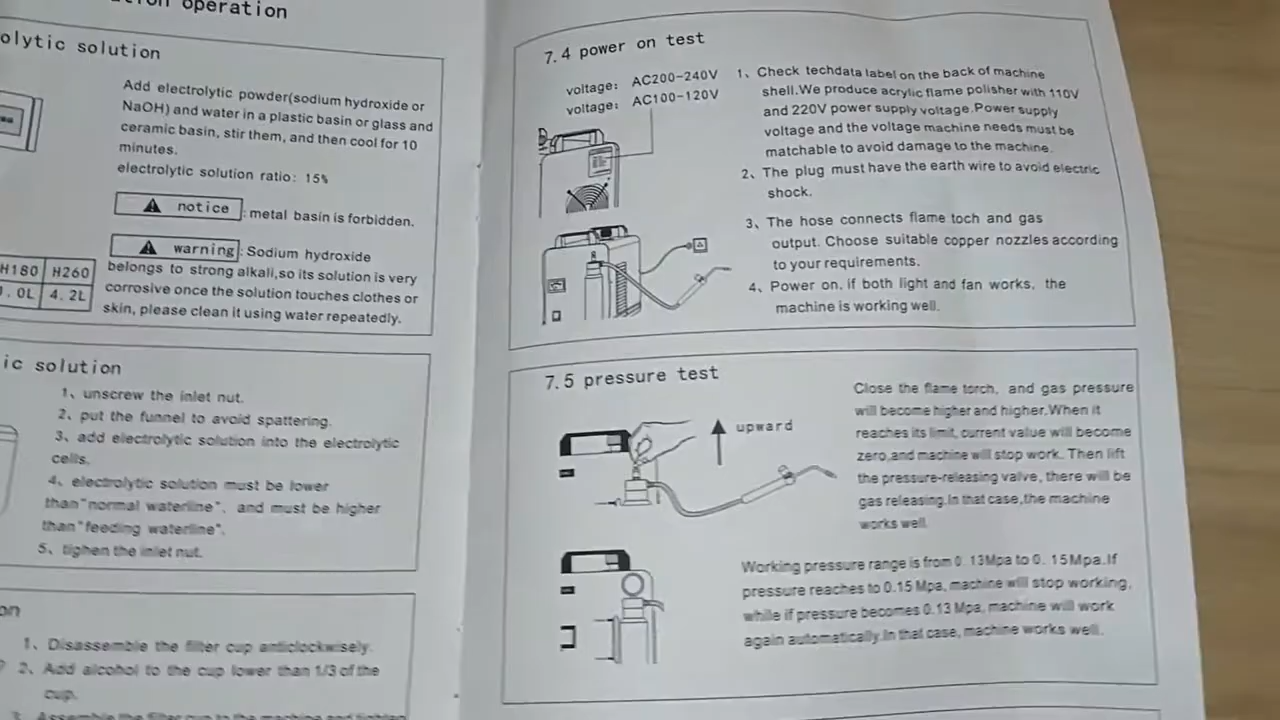 operation
olytic solution
Add electrolytic powder(sodium hydroxide or
NaOH) and water in a plastic basin or glass and
ceramic basin, stir them, and then cool for 10
minutes.
electrolytic solution ratio: 15%
notice :metal basin is forbidden.
warning :Sodium hydroxide
belongs to strong alkali,so its solution is very
corrosive once the solution touches clothes or
skin, please clean it using water repeatedly.
H180 H260
.0L 4.2L
ic solution
1、unscrew the inlet nut.
2、put the funnel to avoid spattering.
3、add electrolytic solution into the electrolytic
cells.
4、electrolytic solution must be lower
than"normal waterline", and must be higher
than"feeding waterline".
5、tighen the inlet nut.
on
1、Disassemble the filter cup anticlockwisely.
2、Add alcohol to the cup lower than 1/3 of the
cup.
3、Assemble the filter cup to the machine and tighten
7.4 power on test
voltage: AC200-240V
voltage: AC100-120V
1、Check techdata label on the back of machine
shell.We produce acrylic flame polisher with 110V
and 220V power supply voltage.Power supply
voltage and the voltage machine needs must be
matchable to avoid damage to the machine.
2、The plug must have the earth wire to avoid electric
shock.
3、The hose connects flame toch and gas
output. Choose suitable copper nozzles according
to your requirements.
4、Power on, if both light and fan works, the
machine is working well.
7.5 pressure test
upward
Close the flame torch, and gas pressure
will become higher and higher.When it
reaches its limit, current value will become
zero,and machine will stop work. Then lift
the pressure-releasing valve, there will be
gas releasing.In that case,the machine
works well.
Working pressure range is from 0.13Mpa to 0.15Mpa.If
pressure reaches to 0.15 Mpa, machine will stop working,
while if pressure becomes 0.13 Mpa, machine will work
again automatically.In that case, machine works well.